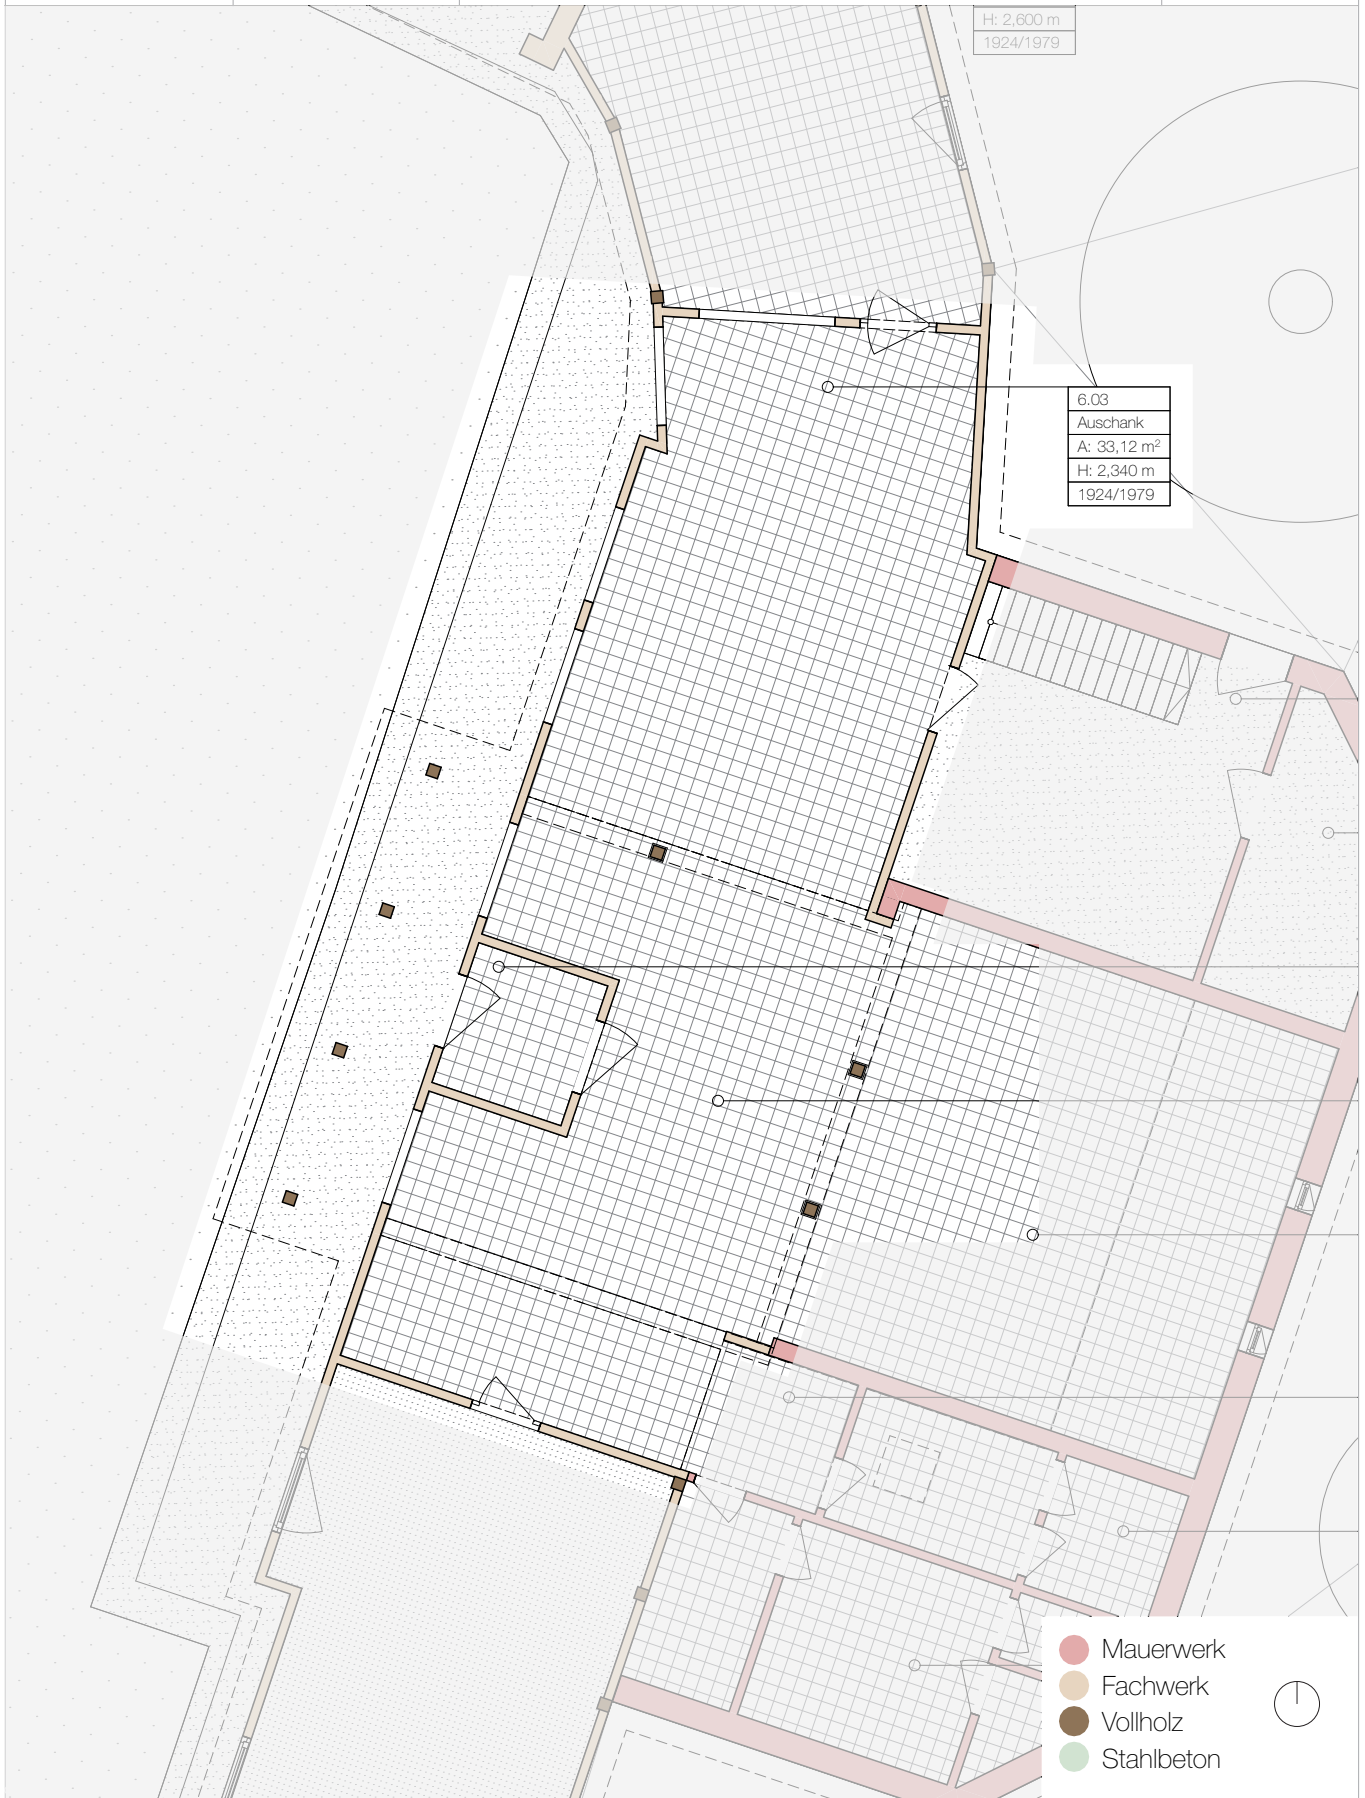 H: 2,600 m
1924/1979
6.03
Auschank
A: 33,12 m²
H: 2,340 m
1924/1979
Mauerwerk
Fachwerk
Vollholz
Stahlbeton